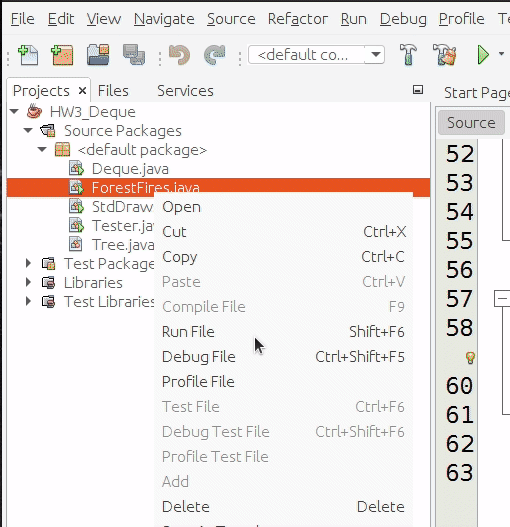 File Edit View Navigate Source Refactor Run Debug Profile
<default co...
Projects Files Services
Start Page
HW3_Deque
Source Packages
<default package>
Deque.java
ForestFires.java
StdDraw
Tester.java
Tree.java
Test Package
Libraries
Test Libraries
Open
Cut Ctrl+X
Copy Ctrl+C
Paste Ctrl+V
Compile File F9
Run File Shift+F6
Debug File Ctrl+Shift+F5
Profile File
Test File Ctrl+F6
Debug Test File Ctrl+Shift+F6
Profile Test File
Add
Delete Delete
Source
52
53
54
55
56
57
58
60
61
62
63